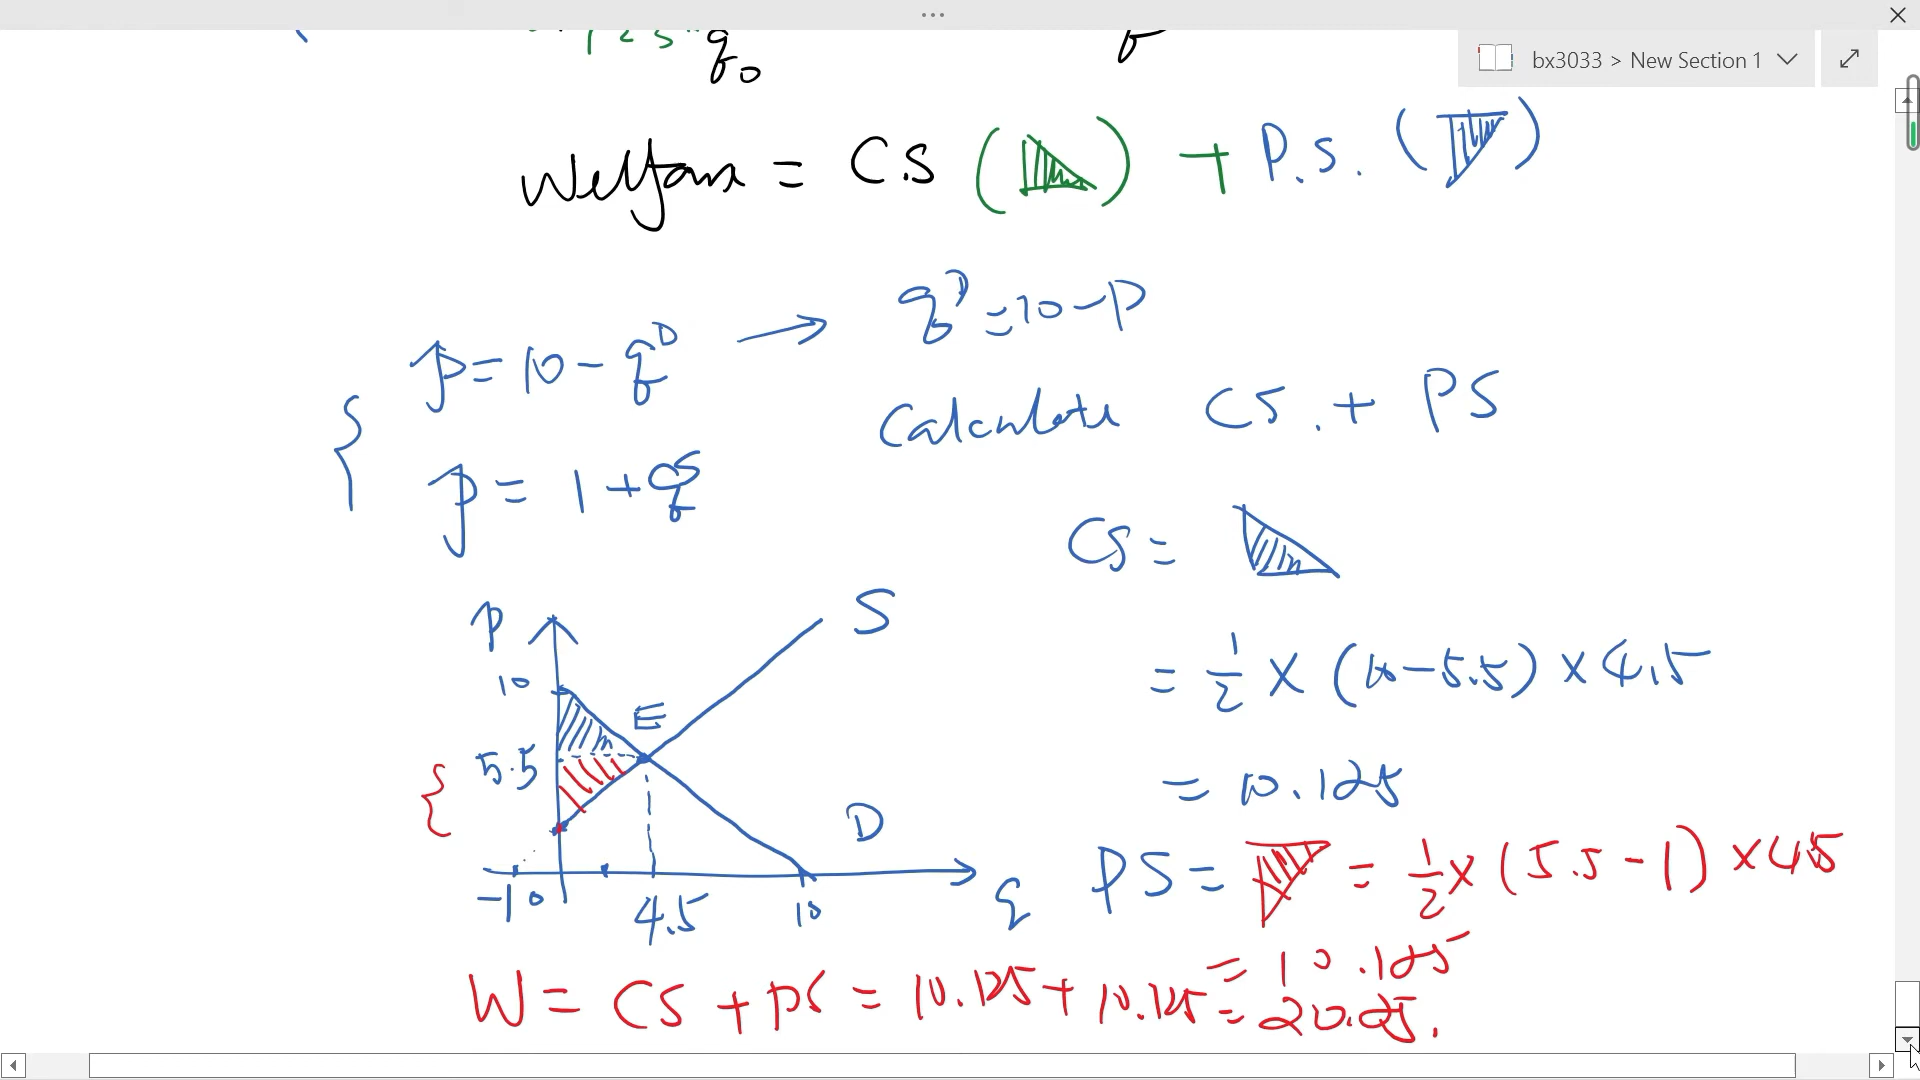 bx3033 > New Section 1
q0
q
Welfare = C.S ( ) + P.S. ( )
p = 10 - q^D → q^D = 10 - P
Calculate CS. + PS
p = 1 + q^S
CS =
P
S
= 1/2 × (10 - 5.5) × 4.5
10
E
5.5
= 10.125
D
PS = = 1/2 × (5.5 - 1) × 4.5
-1 0 4.5 10 q
= 10.125
W = CS + PS = 10.125 + 10.125 = 20.25.